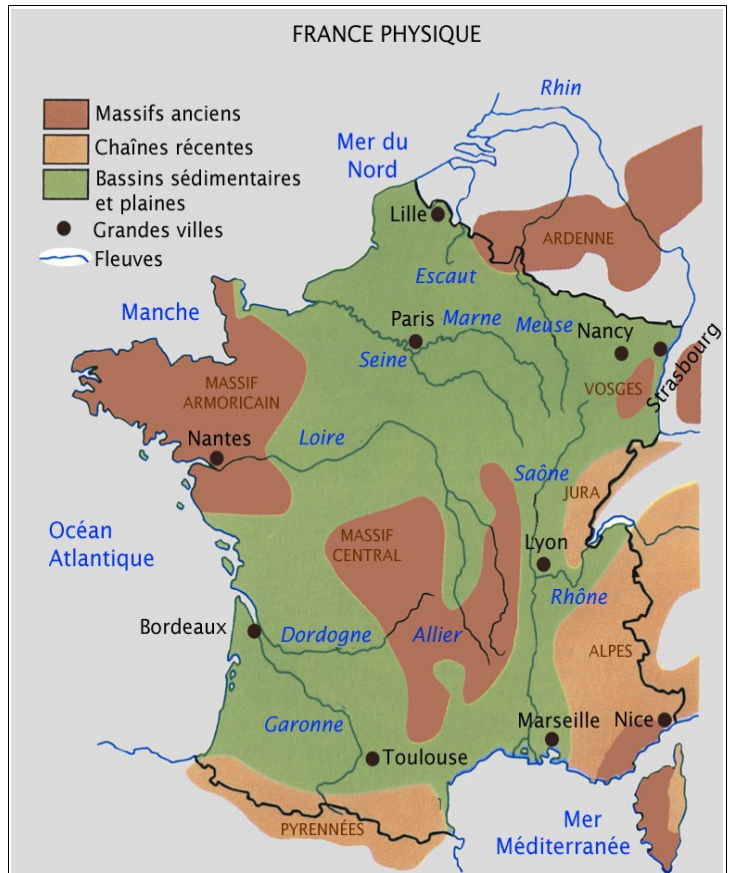 FRANCE PHYSIQUE
Massifs anciens
Chaînes récentes
Bassins sédimentaires
et plaines
Grandes villes
Fleuves
Rhin
Mer du
Nord
Lille
ARDENNE
Escaut
Manche
Paris
Marne
Meuse
Nancy
Strasbourg
Seine
VOSGES
MASSIF
ARMORICAIN
Nantes
Loire
Saône
JURA
Océan
Atlantique
MASSIF
CENTRAL
Lyon
Rhône
Bordeaux
Dordogne
Allier
ALPES
Garonne
Marseille
Nice
Toulouse
PYRENNÉES
Mer
Méditerranée